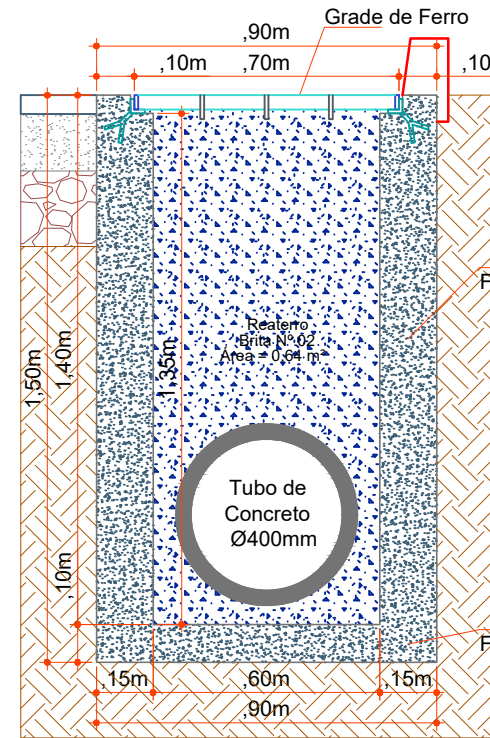 Grade de Ferro
,90m
,10m
,70m
,10
F
Reaterro
Brita Nº 02
Área = 0,64 m²
1,50m
1,40m
1,35m
Tubo de
Concreto
Ø400mm
,10m
F
,15m
,60m
,15m
,90m